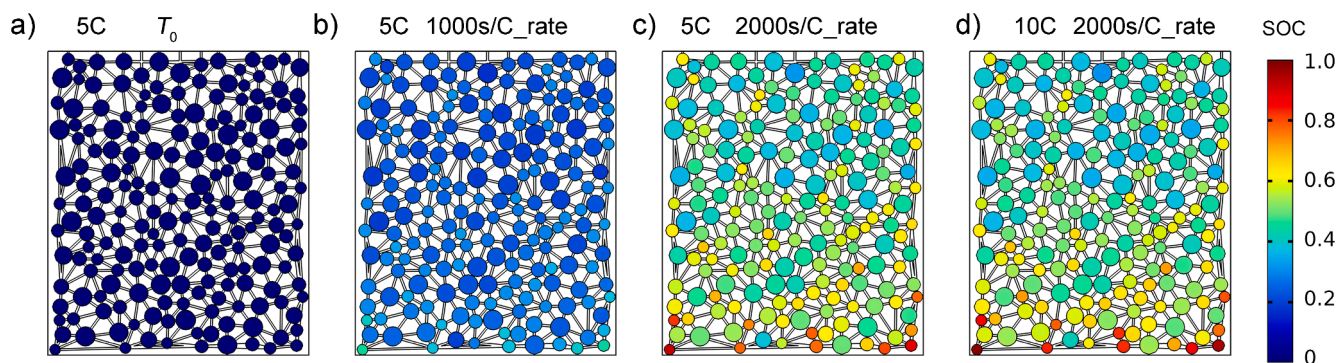 a) 5C T0
b) 5C 1000s/C_rate
c) 5C 2000s/C_rate
d) 10C 2000s/C_rate
SOC
1.0
0.8
0.6
0.4
0.2
0